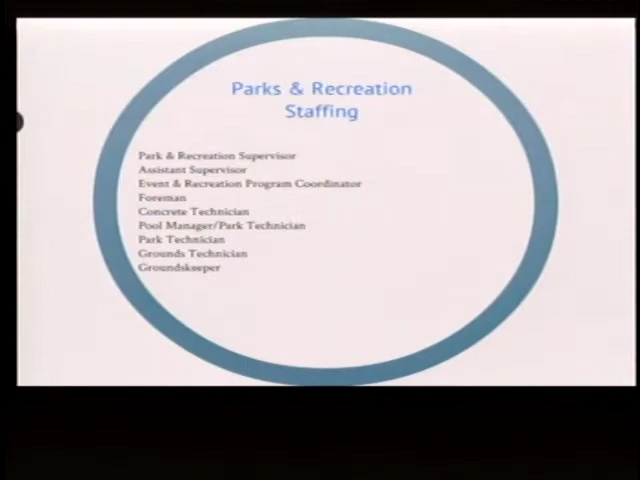 Parks & Recreation
Staffing
Park & Recreation Supervisor
Assistant Supervisor
Event & Recreation Program Coordinator
Foreman
Concrete Technician
Pool Manager/Park Technician
Park Technician
Grounds Technician
Groundskeeper